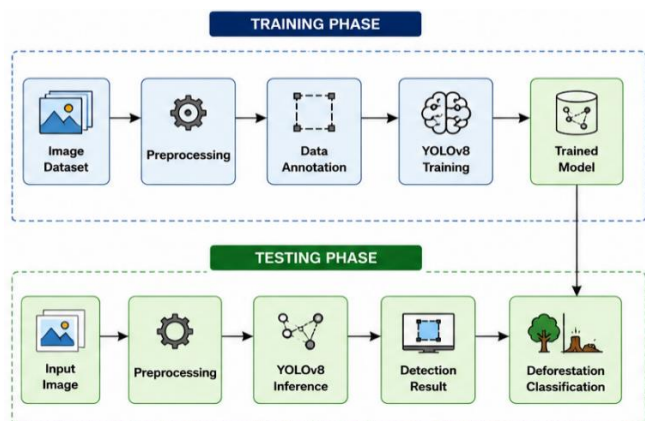 TRAINING PHASE
Image
Dataset
Preprocessing
Data
Annotation
YOLOv8
Training
Trained
Model
TESTING PHASE
Input
Image
Preprocessing
YOLOv8
Inference
Detection
Result
Deforestation
Classification